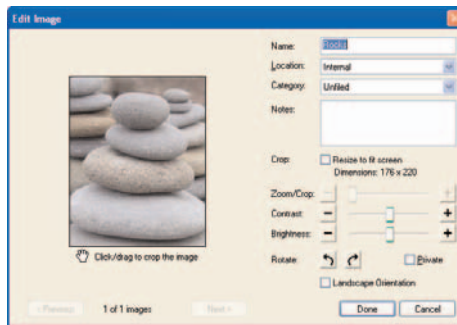 Edit Image
Name: Rocks
Location: Internal
Category: Unfiled
Notes:
Crop: Resize to fit screen
Dimensions: 176 x 220
Zoom/Crop:
Contrast:
Brightness:
Click/drag to crop the image
Rotate: Private
Landscape Orientation
< Previous 1 of 1 images Next > Done Cancel